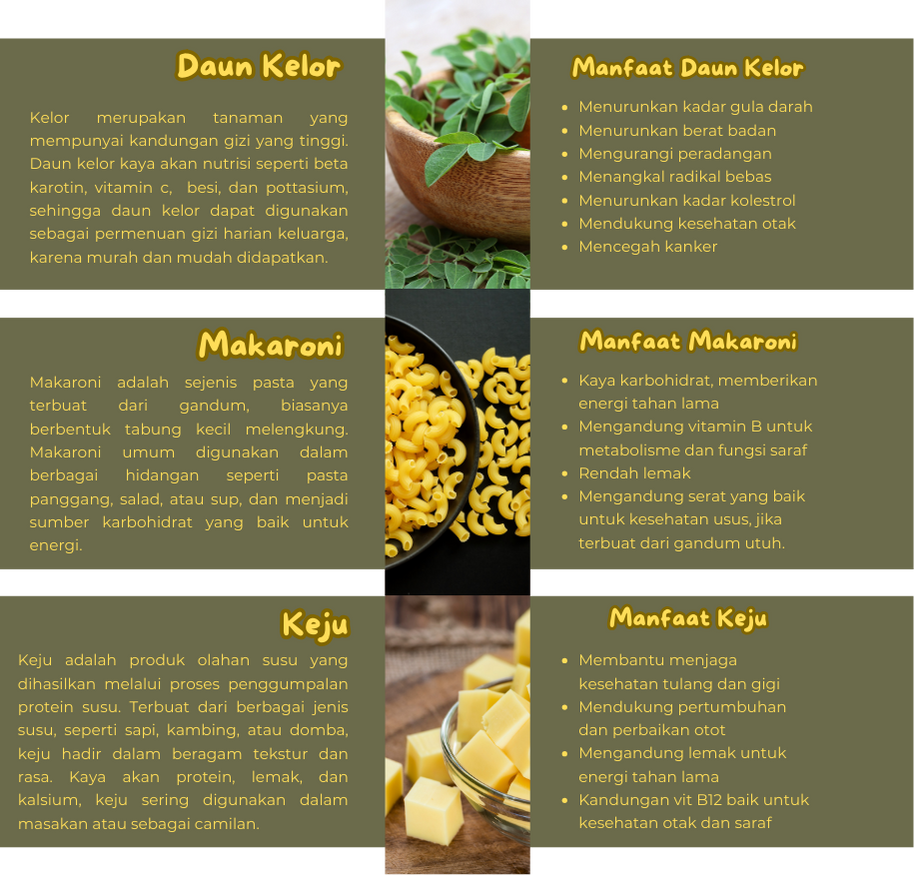 Daun Kelor
Kelor merupakan tanaman yang
mempunyai kandungan gizi yang tinggi.
Daun kelor kaya akan nutrisi seperti beta
karotin, vitamin c, besi, dan pottasium,
sehingga daun kelor dapat digunakan
sebagai permenuan gizi harian keluarga,
karena murah dan mudah didapatkan.
Manfaat Daun Kelor
• Menurunkan kadar gula darah
• Menurunkan berat badan
• Mengurangi peradangan
• Menangkal radikal bebas
• Menurunkan kadar kolestrol
• Mendukung kesehatan otak
• Mencegah kanker
Makaroni
Makaroni adalah sejenis pasta yang
terbuat dari gandum, biasanya
berbentuk tabung kecil melengkung.
Makaroni umum digunakan dalam
berbagai hidangan seperti pasta
panggang, salad, atau sup, dan menjadi
sumber karbohidrat yang baik untuk
energi.
Manfaat Makaroni
• Kaya karbohidrat, memberikan
energi tahan lama
• Mengandung vitamin B untuk
metabolisme dan fungsi saraf
• Rendah lemak
• Mengandung serat yang baik
untuk kesehatan usus, jika
terbuat dari gandum utuh.
Keju
Keju adalah produk olahan susu yang
dihasilkan melalui proses penggumpalan
protein susu. Terbuat dari berbagai jenis
susu, seperti sapi, kambing, atau domba,
keju hadir dalam beragam tekstur dan
rasa. Kaya akan protein, lemak, dan
kalsium, keju sering digunakan dalam
masakan atau sebagai camilan.
Manfaat Keju
• Membantu menjaga
kesehatan tulang dan gigi
• Mendukung pertumbuhan
dan perbaikan otot
• Mengandung lemak untuk
energi tahan lama
• Kandungan vit B12 baik untuk
kesehatan otak dan saraf